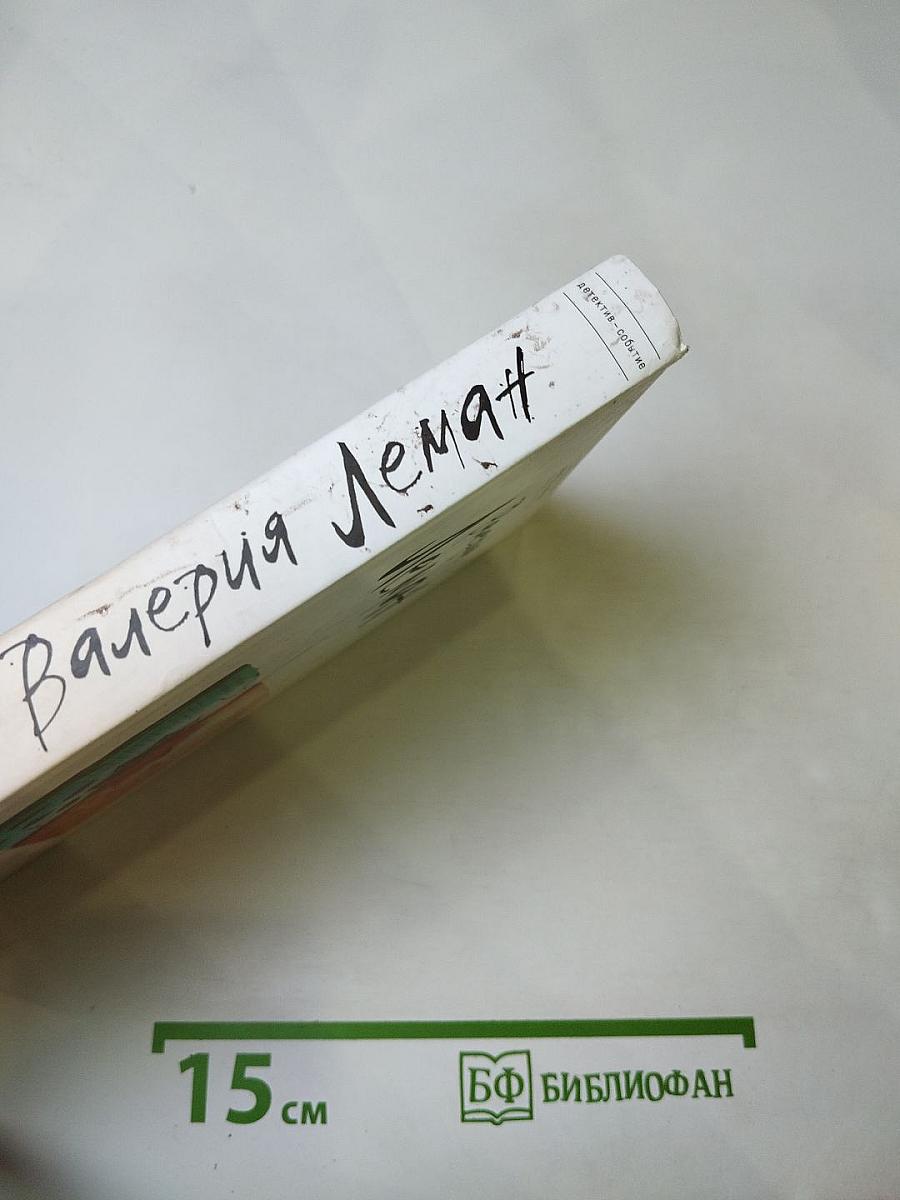 детектив-событие
Валерия Леман
15 см
БФ БИБЛИОФАН